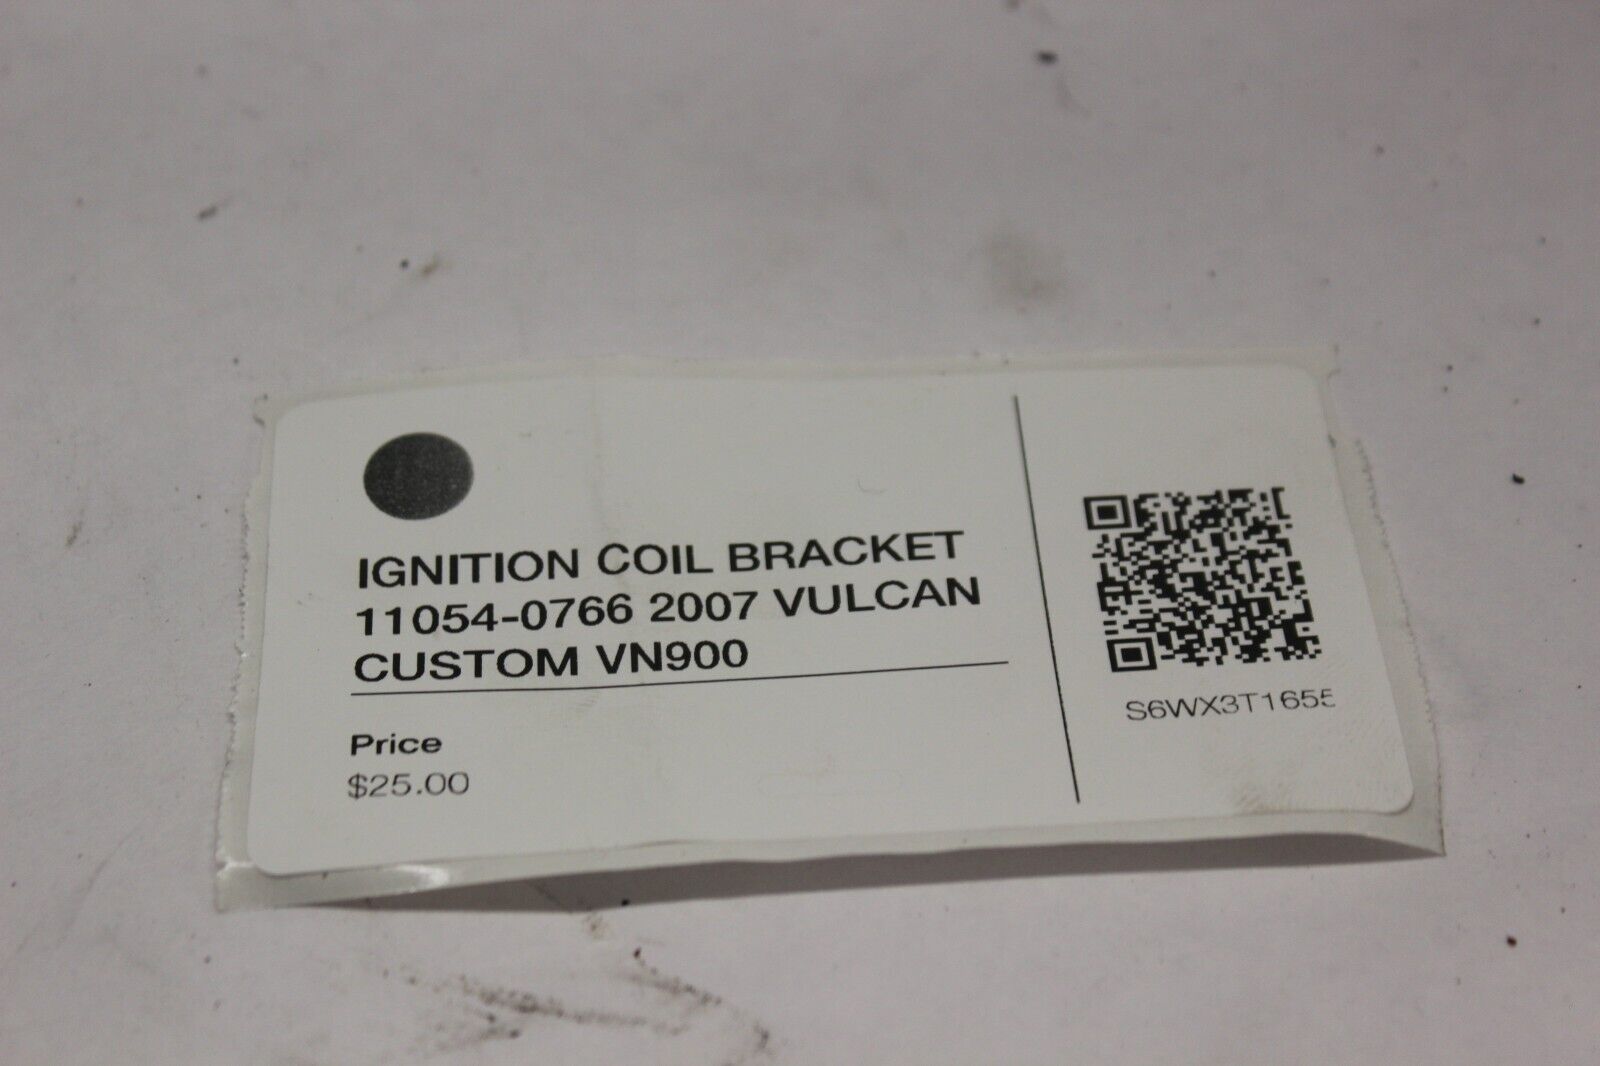 IGNITION COIL BRACKET
11054-0766 2007 VULCAN
CUSTOM VN900
Price
$25.00
S6WX3T1655